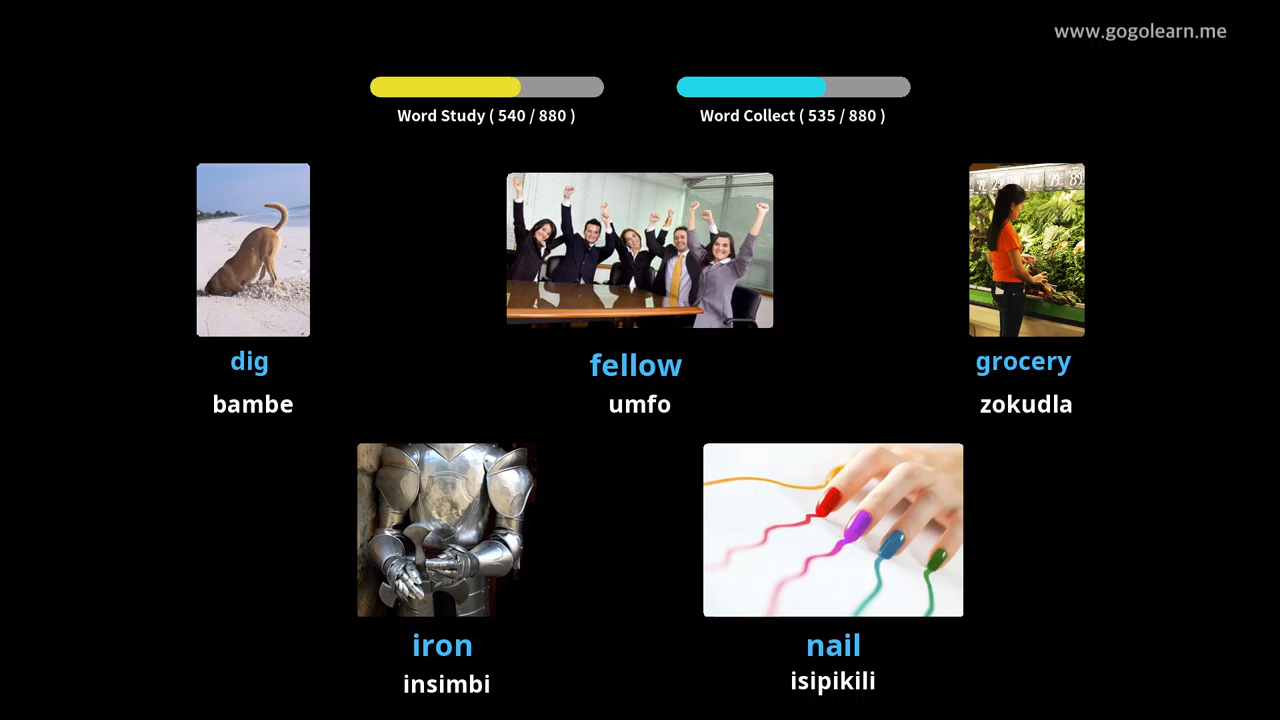 www.gogolearn.me
Word Study ( 540 / 880 )
Word Collect ( 535 / 880 )
dig
bambe
fellow
umfo
grocery
zokudla
iron
insimbi
nail
isipikili